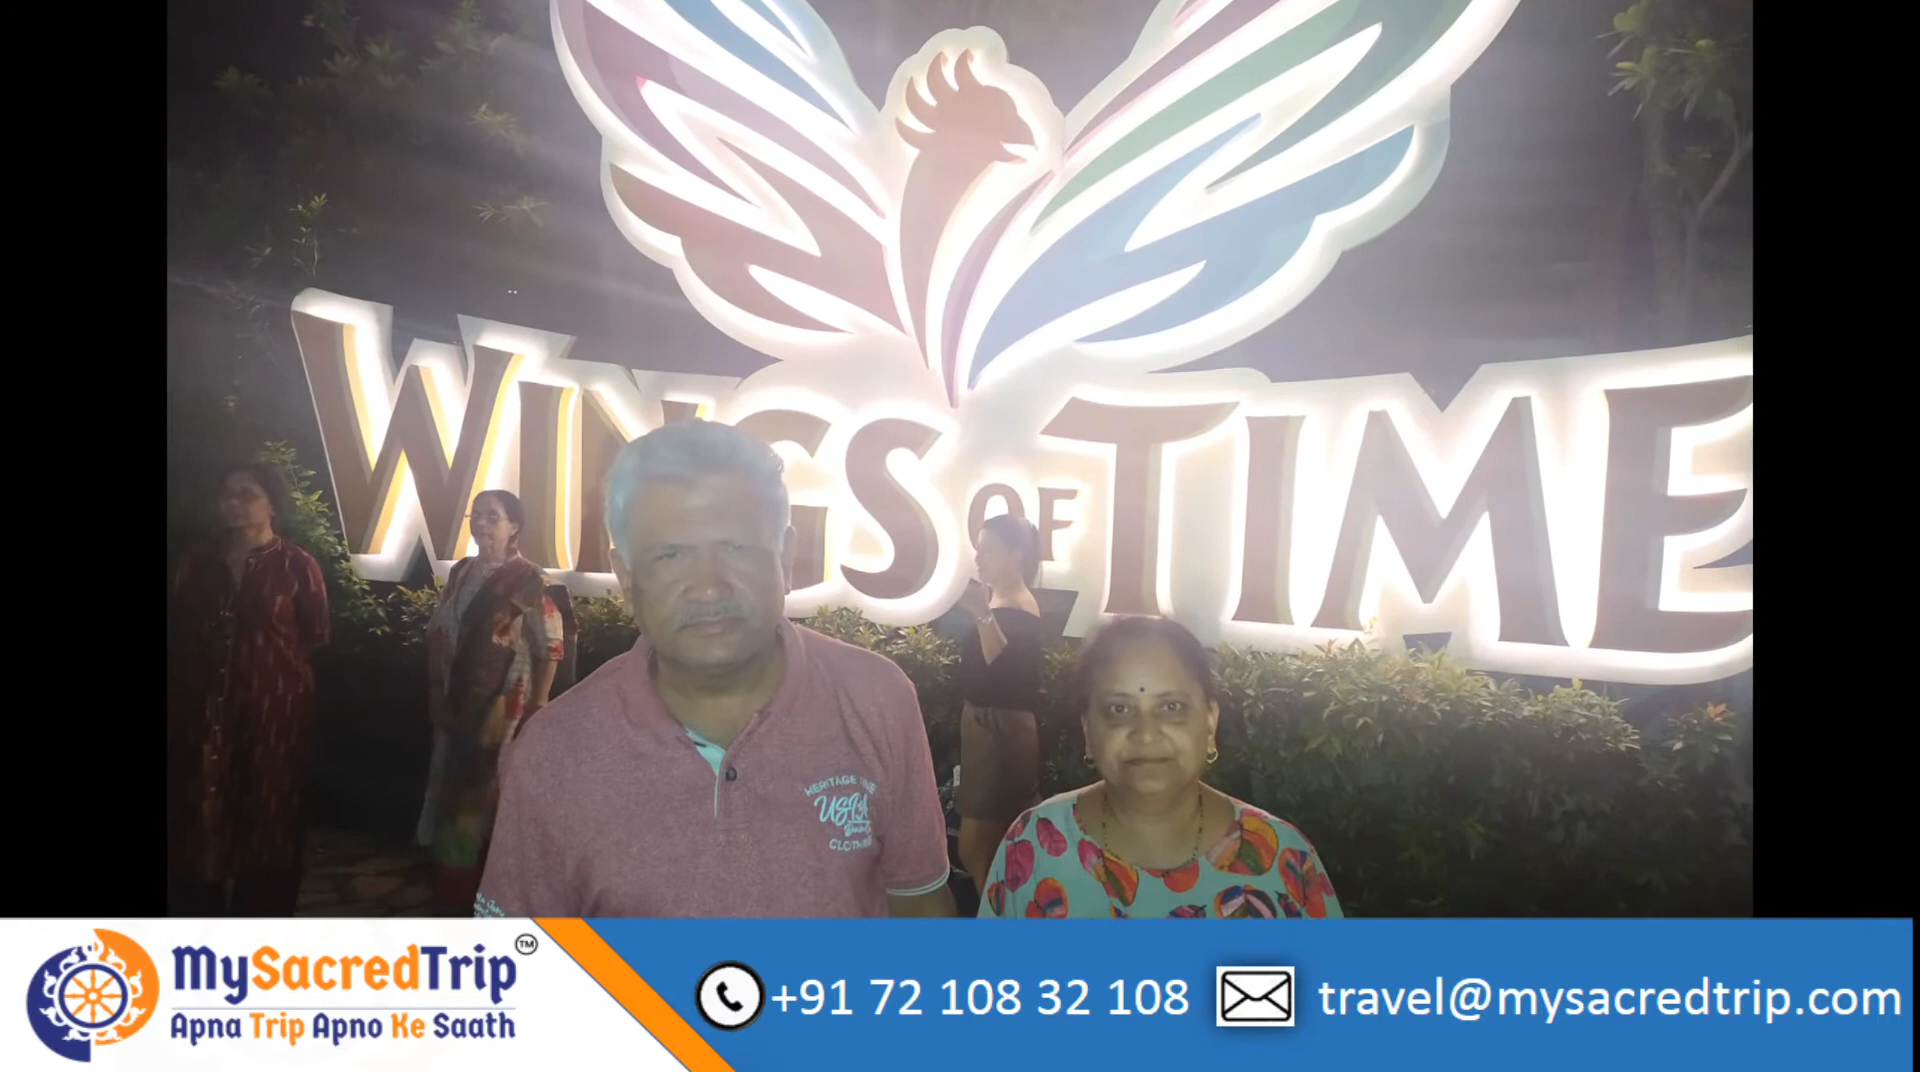 WINGS OF TIME
HERITAGE
USA
CLOTH
MySacredTrip™
Apna Trip Apno Ke Saath
+91 72 108 32 108
travel@mysacredtrip.com